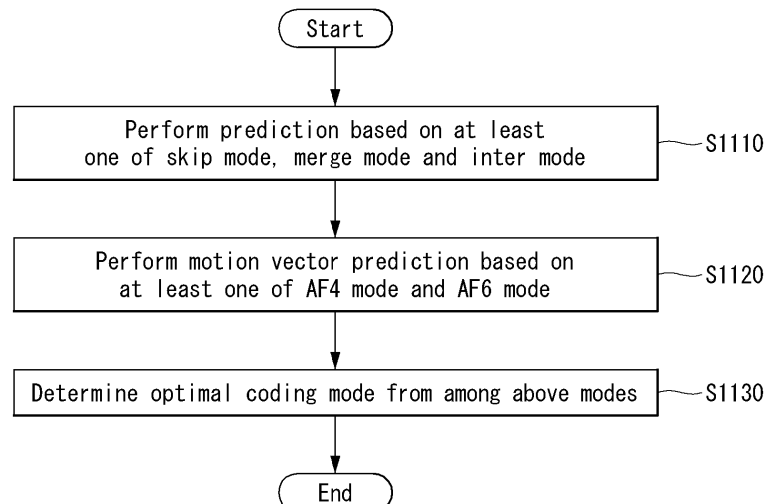 Start
Perform prediction based on at least
one of skip mode, merge mode and inter mode
S1110
Perform motion vector prediction based on
at least one of AF4 mode and AF6 mode
S1120
Determine optimal coding mode from among above modes
S1130
End